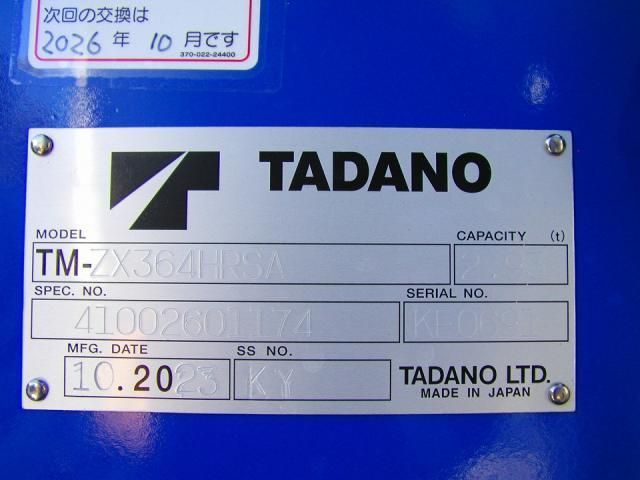 次回の交換は
2026 年 10 月です
370-022-24400
TADANO
MODEL
CAPACITY (t)
TM-ZX364HRSA
SPEC. NO.
SERIAL NO.
41002601174
MFG. DATE
SS NO.
10.2023
KY
TADANO LTD.
MADE IN JAPAN